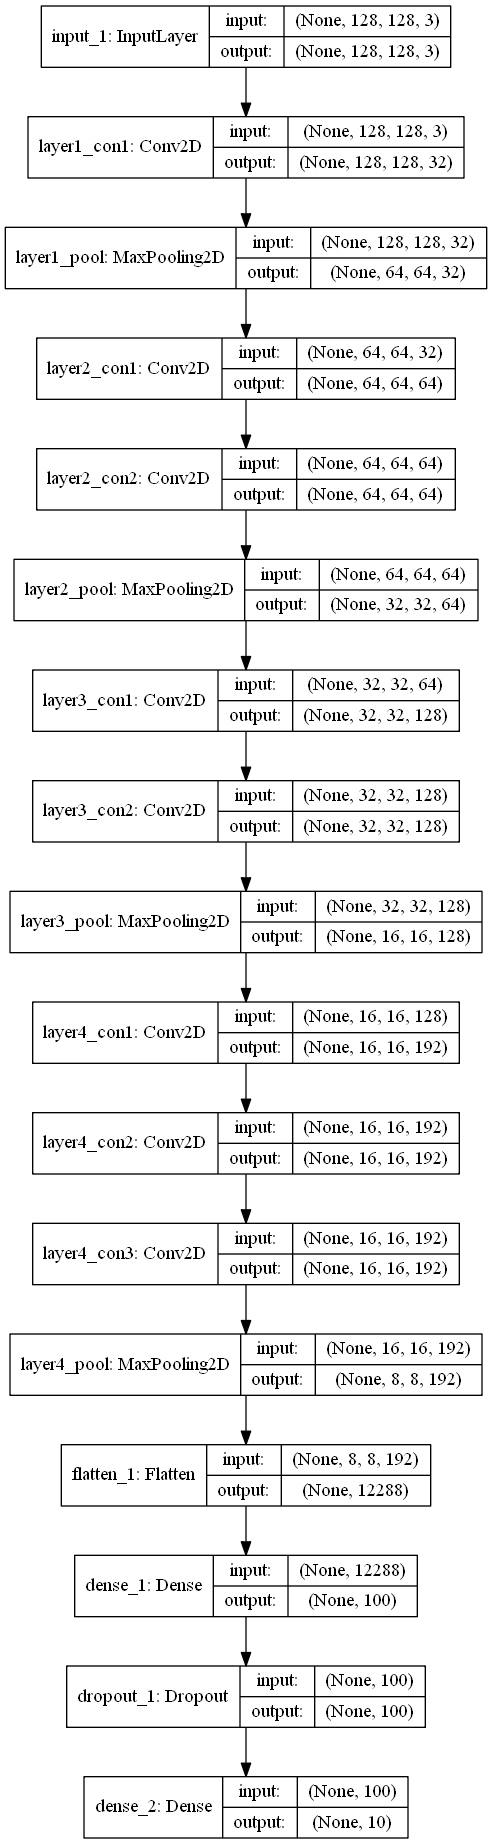 input_1: InputLayer
input: (None, 128, 128, 3)
output: (None, 128, 128, 3)
layer1_con1: Conv2D
input: (None, 128, 128, 3)
output: (None, 128, 128, 32)
layer1_pool: MaxPooling2D
input: (None, 128, 128, 32)
output: (None, 64, 64, 32)
layer2_con1: Conv2D
input: (None, 64, 64, 32)
output: (None, 64, 64, 64)
layer2_con2: Conv2D
input: (None, 64, 64, 64)
output: (None, 64, 64, 64)
layer2_pool: MaxPooling2D
input: (None, 64, 64, 64)
output: (None, 32, 32, 64)
layer3_con1: Conv2D
input: (None, 32, 32, 64)
output: (None, 32, 32, 128)
layer3_con2: Conv2D
input: (None, 32, 32, 128)
output: (None, 32, 32, 128)
layer3_pool: MaxPooling2D
input: (None, 32, 32, 128)
output: (None, 16, 16, 128)
layer4_con1: Conv2D
input: (None, 16, 16, 128)
output: (None, 16, 16, 192)
layer4_con2: Conv2D
input: (None, 16, 16, 192)
output: (None, 16, 16, 192)
layer4_con3: Conv2D
input: (None, 16, 16, 192)
output: (None, 16, 16, 192)
layer4_pool: MaxPooling2D
input: (None, 16, 16, 192)
output: (None, 8, 8, 192)
flatten_1: Flatten
input: (None, 8, 8, 192)
output: (None, 12288)
dense_1: Dense
input: (None, 12288)
output: (None, 100)
dropout_1: Dropout
input: (None, 100)
output: (None, 100)
dense_2: Dense
input: (None, 100)
output: (None, 10)